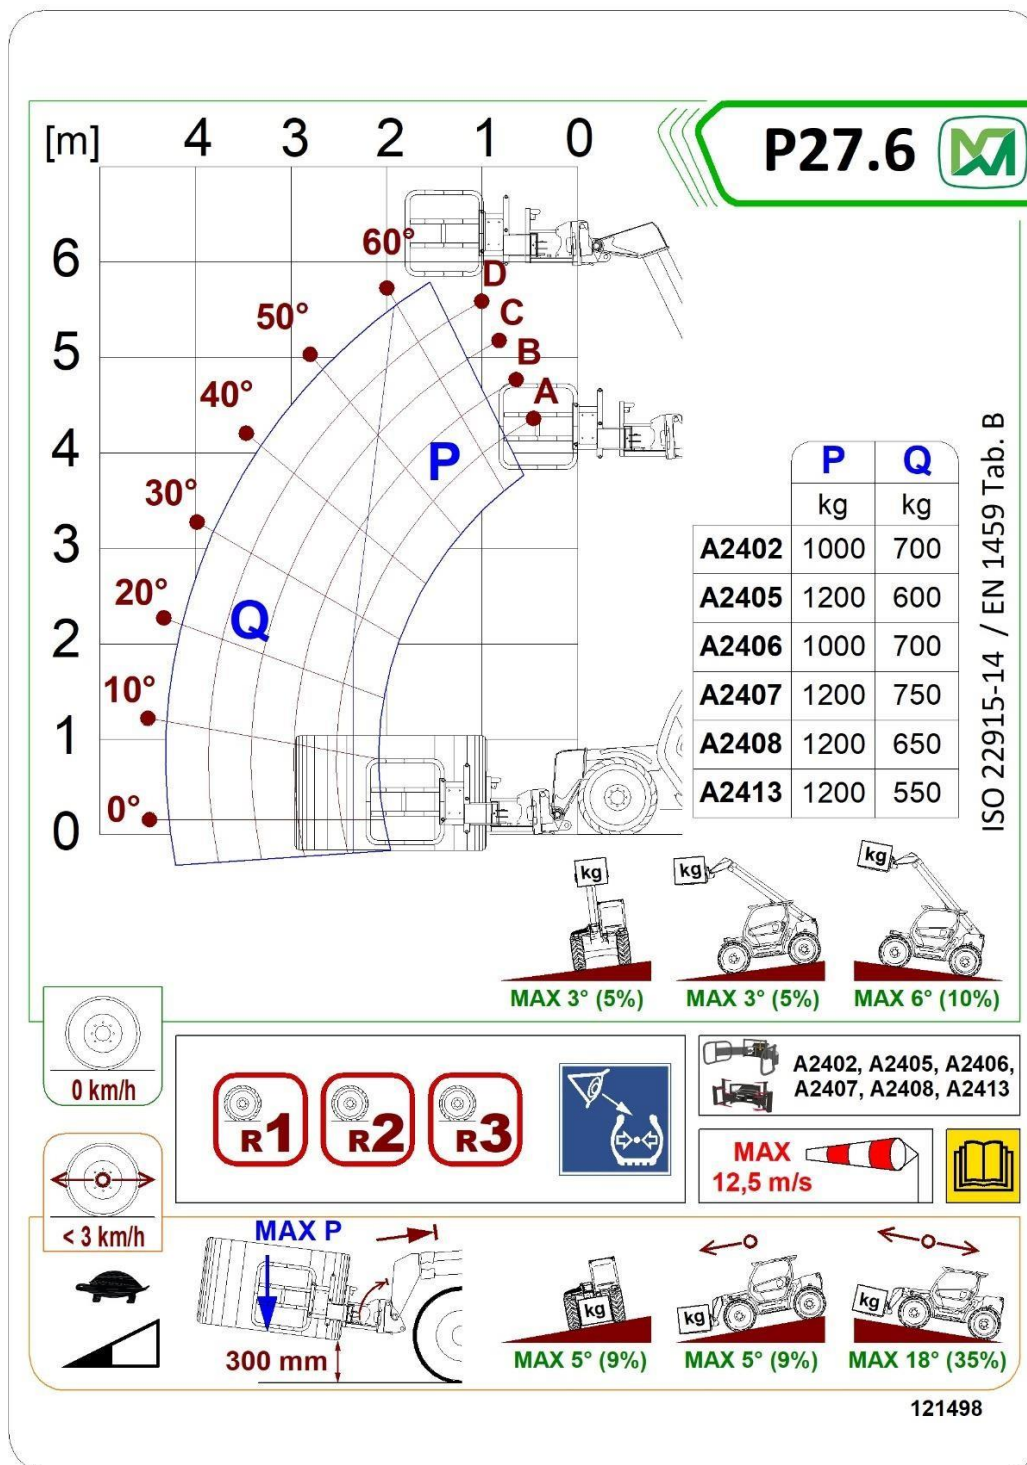 P27.6
[m] 4 3 2 1 0
6
5
4
3
2
1
0
60°
50°
40°
30°
20°
10°
0°
D
C
B
A
P
Q
P Q
kg kg
A2402 1000 700
A2405 1200 600
A2406 1000 700
A2407 1200 750
A2408 1200 650
A2413 1200 550
ISO 22915-14 / EN 1459 Tab. B
kg kg kg
MAX 3° (5%) MAX 3° (5%) MAX 6° (10%)
0 km/h
R1 R2 R3
A2402, A2405, A2406,
A2407, A2408, A2413
MAX
12,5 m/s
< 3 km/h
MAX P
300 mm
kg kg kg
MAX 5° (9%) MAX 5° (9%) MAX 18° (35%)
121498